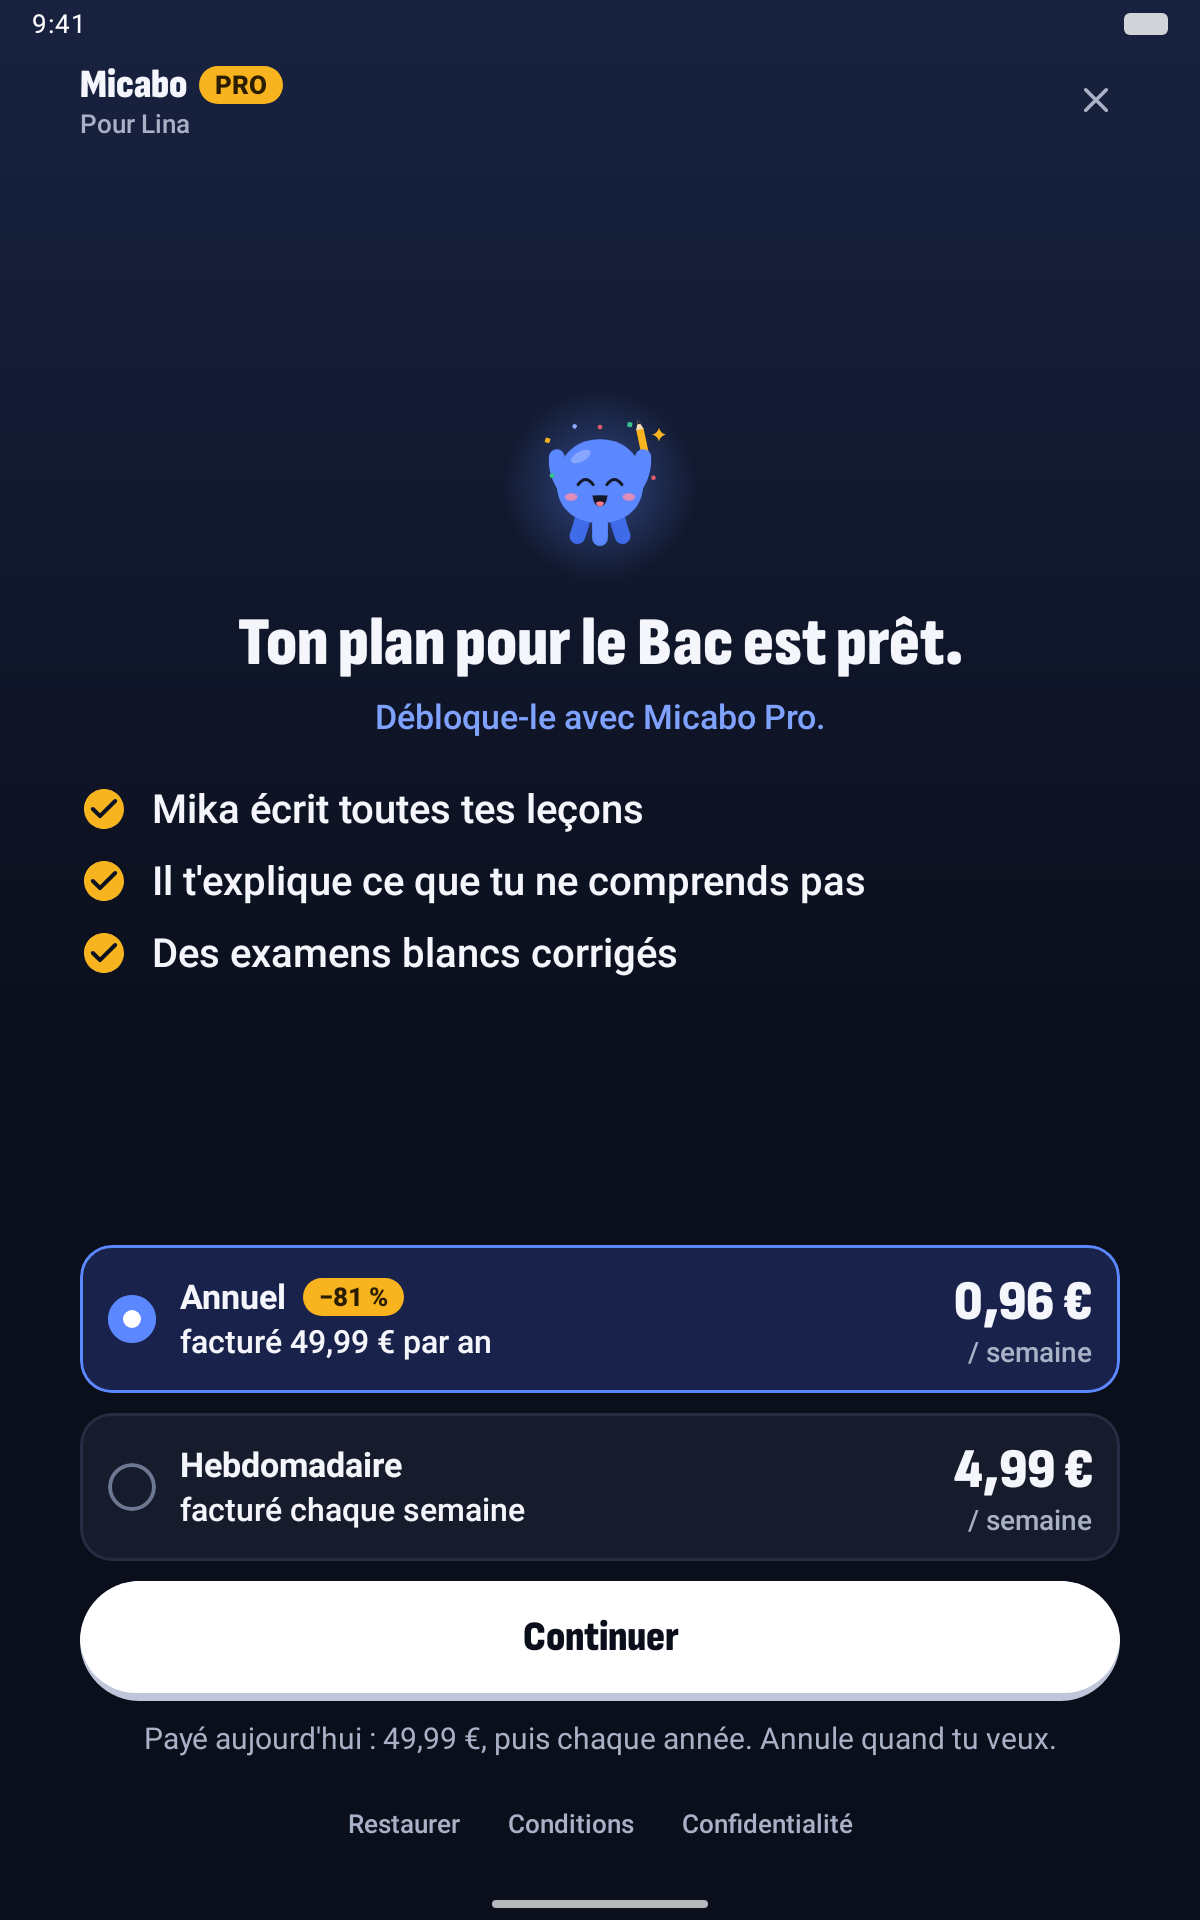 9:41
Micabo PRO
Pour Lina
Ton plan pour le Bac est prêt.
Débloque-le avec Micabo Pro.
Mika écrit toutes tes leçons
Il t'explique ce que tu ne comprends pas
Des examens blancs corrigés
Annuel −81 %
facturé 49,99 € par an
0,96 €
/ semaine
Hebdomadaire
facturé chaque semaine
4,99 €
/ semaine
Continuer
Payé aujourd'hui : 49,99 €, puis chaque année. Annule quand tu veux.
Restaurer Conditions Confidentialité